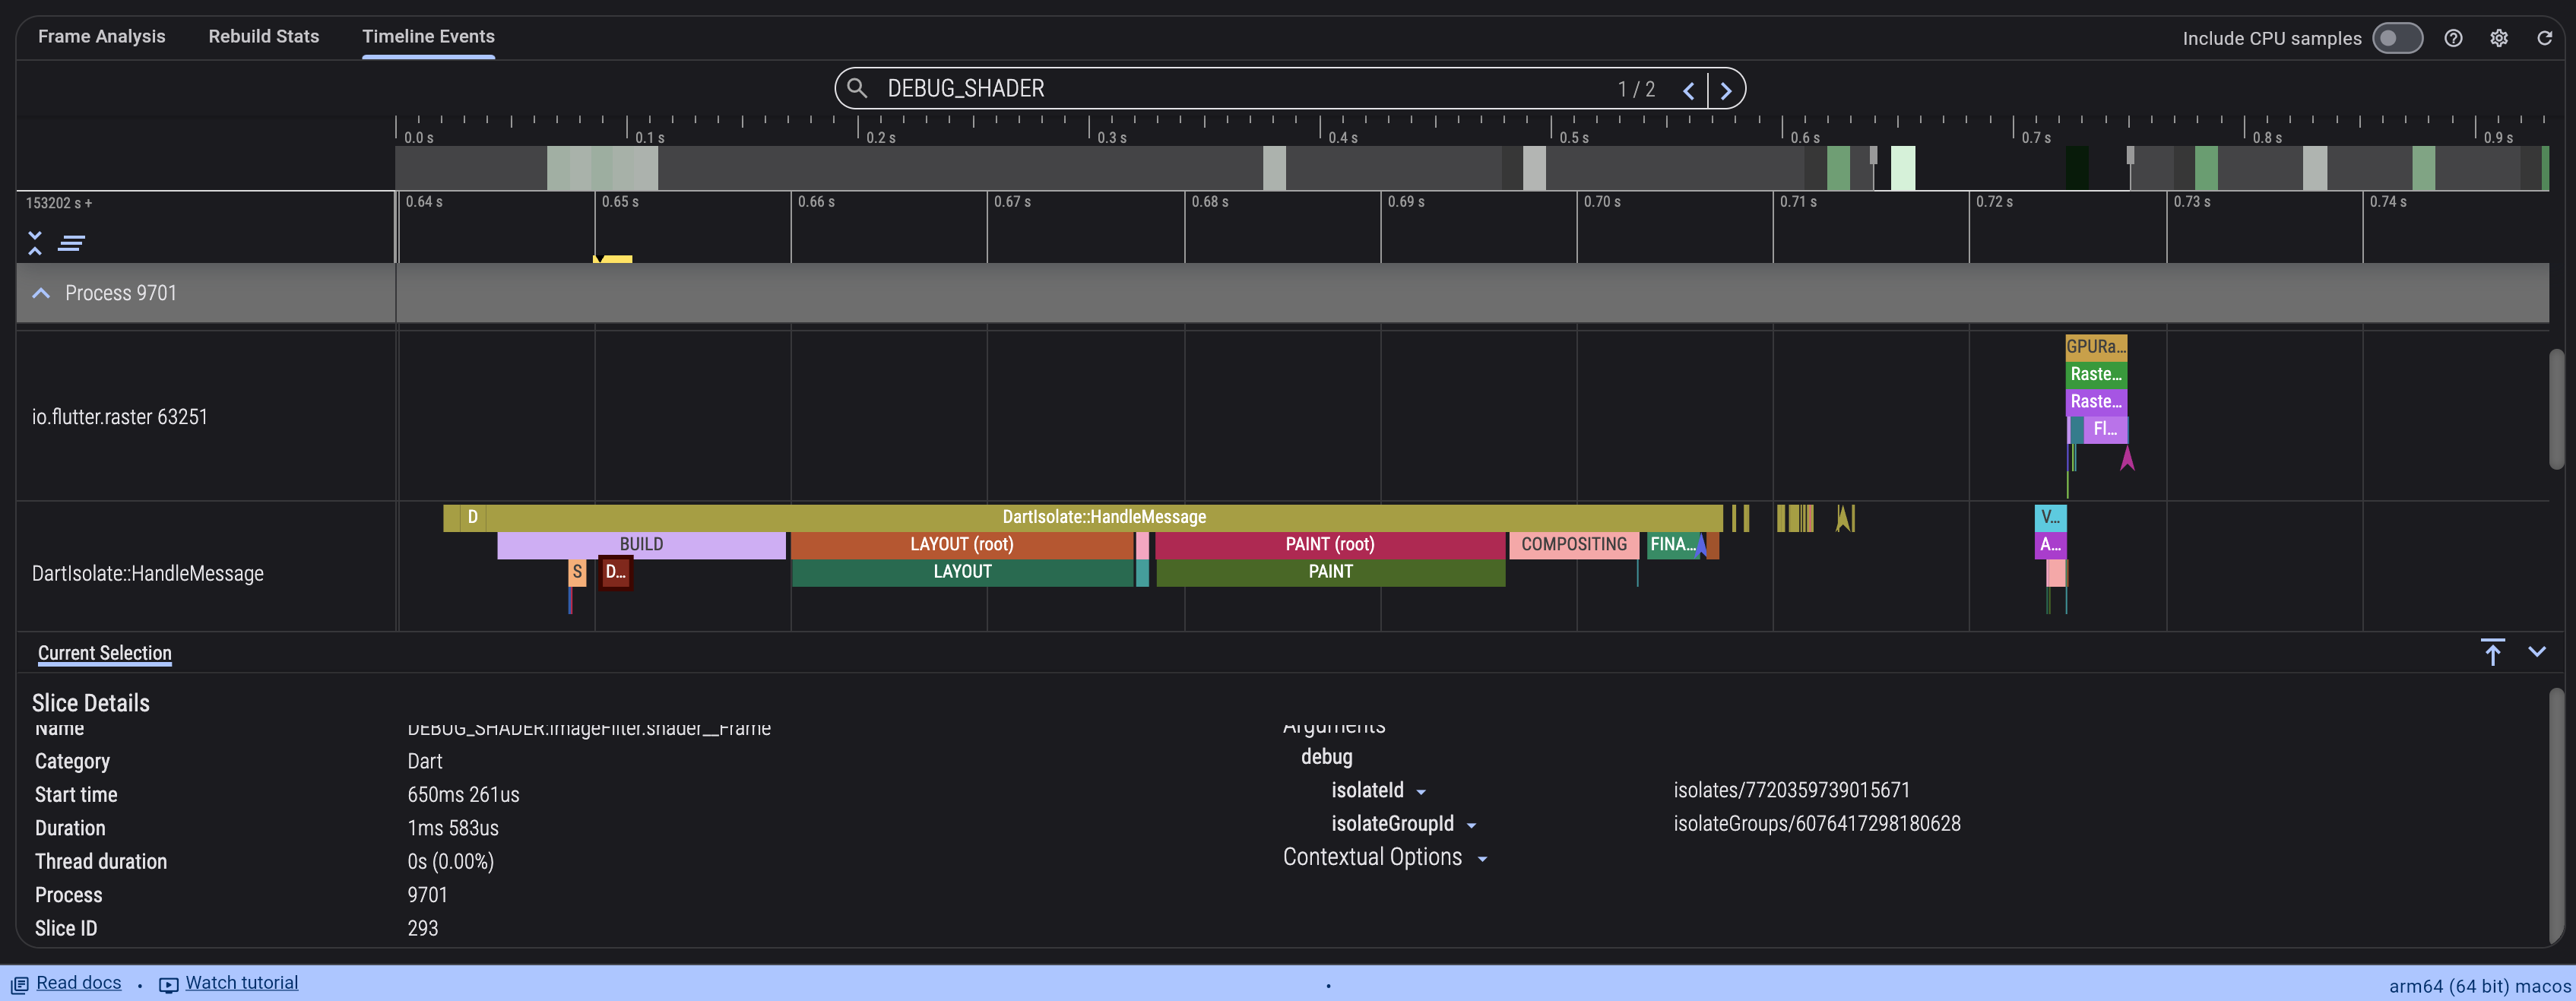 Frame Analysis Rebuild Stats Timeline Events Include CPU samples
DEBUG_SHADER 1 / 2
0.0 s 0.1 s 0.2 s 0.3 s 0.4 s 0.5 s 0.6 s 0.7 s 0.8 s 0.9 s
153202 s + 0.64 s 0.65 s 0.66 s 0.67 s 0.68 s 0.69 s 0.70 s 0.71 s 0.72 s 0.73 s 0.74 s
Process 9701
GPURa...
Raste...
Raste...
io.flutter.raster 63251
Fl...
D DartIsolate::HandleMessage V...
BUILD LAYOUT (root) PAINT (root) COMPOSITING FINA... A...
DartIsolate::HandleMessage
S D... LAYOUT PAINT
Current Selection
Slice Details
Name DEBUG_SHADER:ImageFilter.shader__Frame Arguments
debug
Category Dart
isolateId isolates/7720359739015671
Start time 650ms 261us
isolateGroupId isolateGroups/6076417298180628
Duration 1ms 583us
Contextual Options
Thread duration 0s (0.00%)
Process 9701
Slice ID 293
Read docs • Watch tutorial • arm64 (64 bit) macos